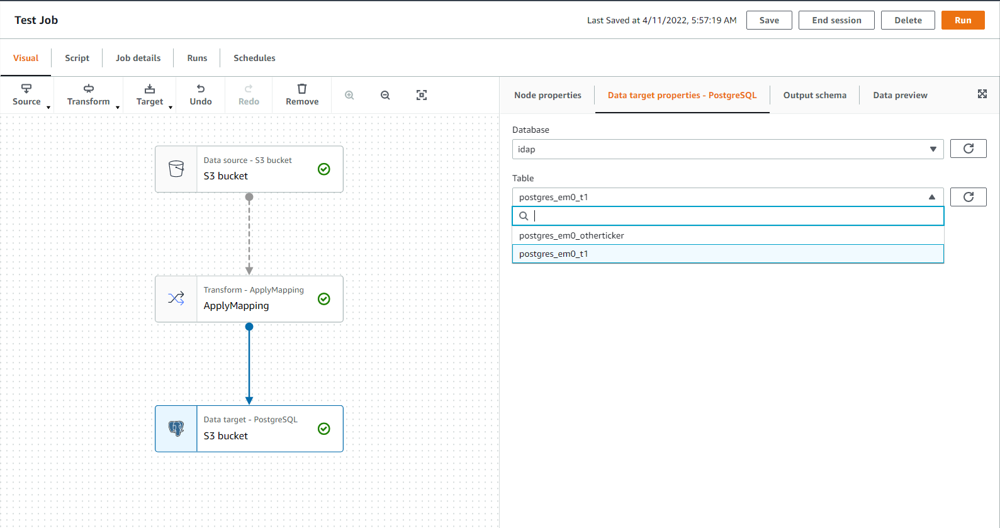 Test Job
Last Saved at 4/11/2022, 5:57:19 AM
Save
End session
Delete
Run
Visual
Script
Job details
Runs
Schedules
Source
Transform
Target
Undo
Redo
Remove
Node properties
Data target properties - PostgreSQL
Output schema
Data preview
Data source - S3 bucket
S3 bucket
Transform - ApplyMapping
ApplyMapping
Data target - PostgreSQL
S3 bucket
Database
idap
Table
postgres_em0_t1
postgres_em0_otherticker
postgres_em0_t1